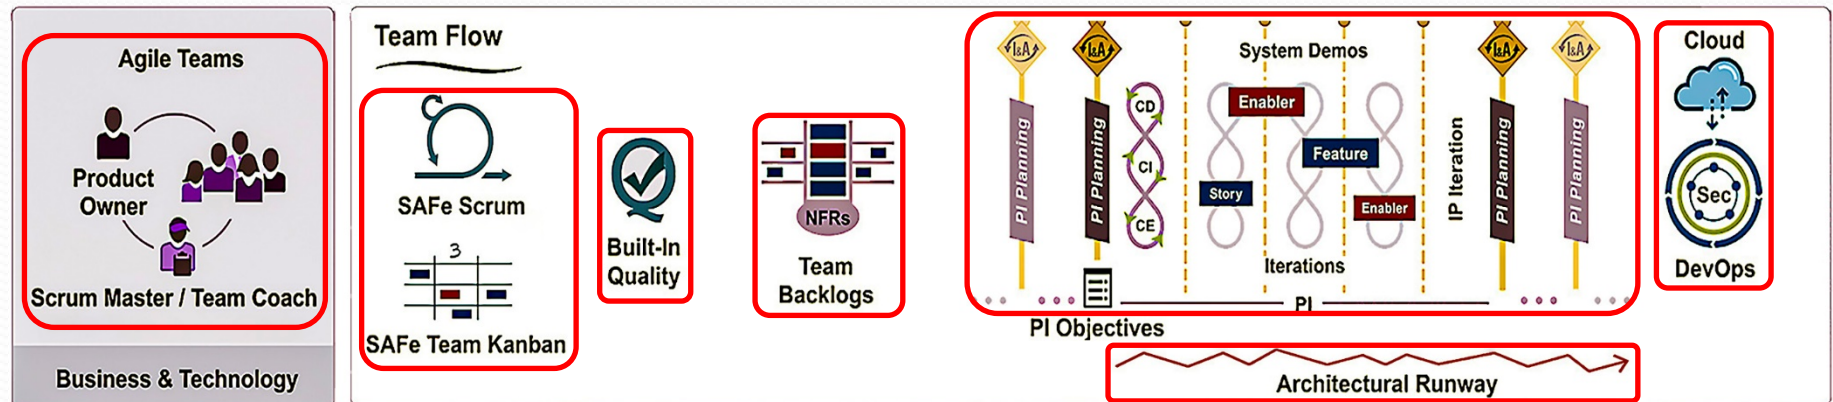 Agile Teams
Product
Owner
Scrum Master / Team Coach
Business & Technology
Team Flow
SAFe Scrum
3
SAFe Team Kanban
Built-In
Quality
NFRs
Team
Backlogs
I&A
I&A
System Demos
I&A
I&A
PI Planning
PI Planning
CD
CI
CE
Enabler
Feature
Story
Enabler
Iterations
IP Iteration
PI Planning
PI Planning
PI
PI Objectives
Architectural Runway
Cloud
Sec
DevOps